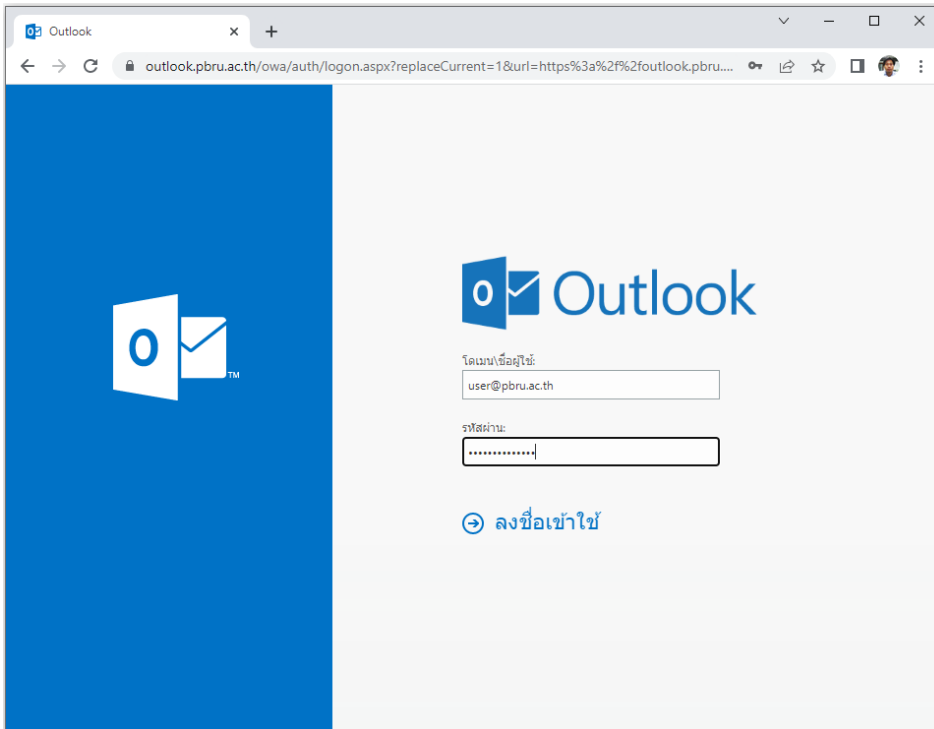 Outlook
outlook.pbru.ac.th/owa/auth/logon.aspx?replaceCurrent=1&url=https%3a%2f%2foutlook.pbru....
Outlook
TM
โดเมน\ชื่อผู้ใช้:
user@pbru.ac.th
รหัสผ่าน:
ลงชื่อเข้าใช้